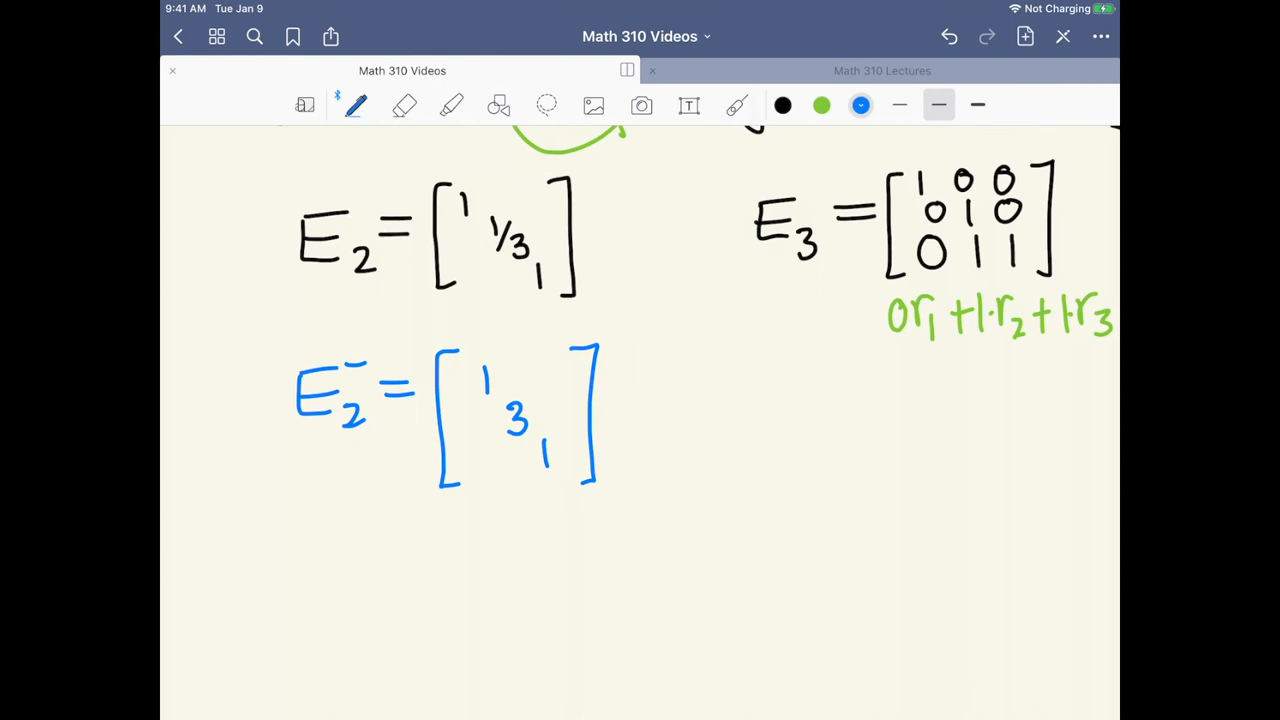 9:41 AM Tue Jan 9
Not Charging
Math 310 Videos
Math 310 Videos
Math 310 Lectures
E₂ = [ 1
1/3
1 ]
E₃ = [ 1 0 0
0 1 0
0 1 1 ]
0r₁ + 1·r₂ + 1·r₃
E₂⁻ = [ 1
3
1 ]